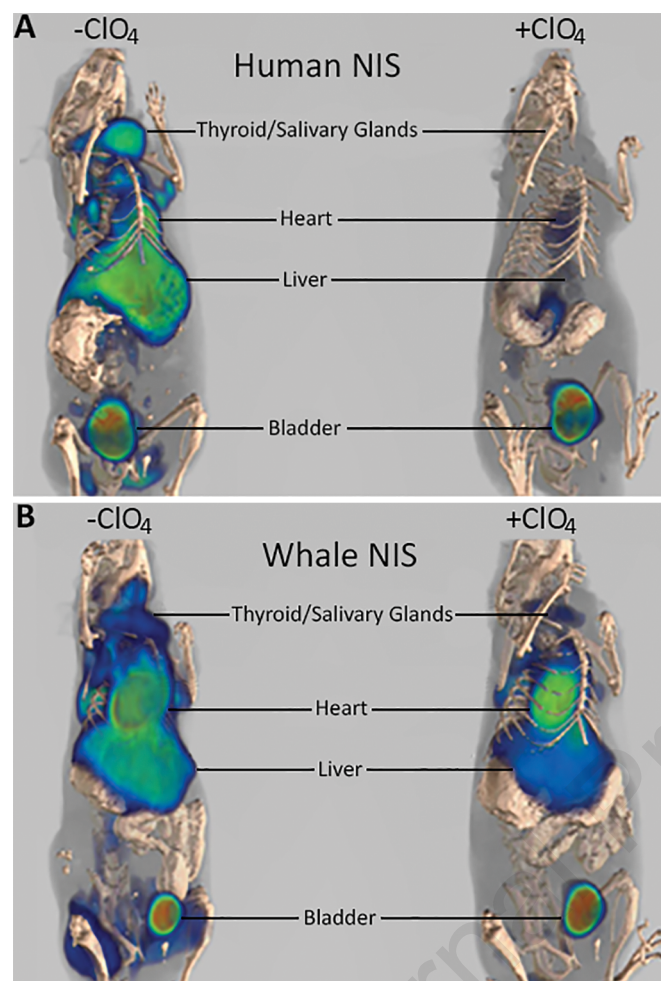 A
-ClO₄
+ClO₄
Human NIS
Thyroid/Salivary Glands
Heart
Liver
Bladder
B
-ClO₄
+ClO₄
Whale NIS
Thyroid/Salivary Glands
Heart
Liver
Bladder